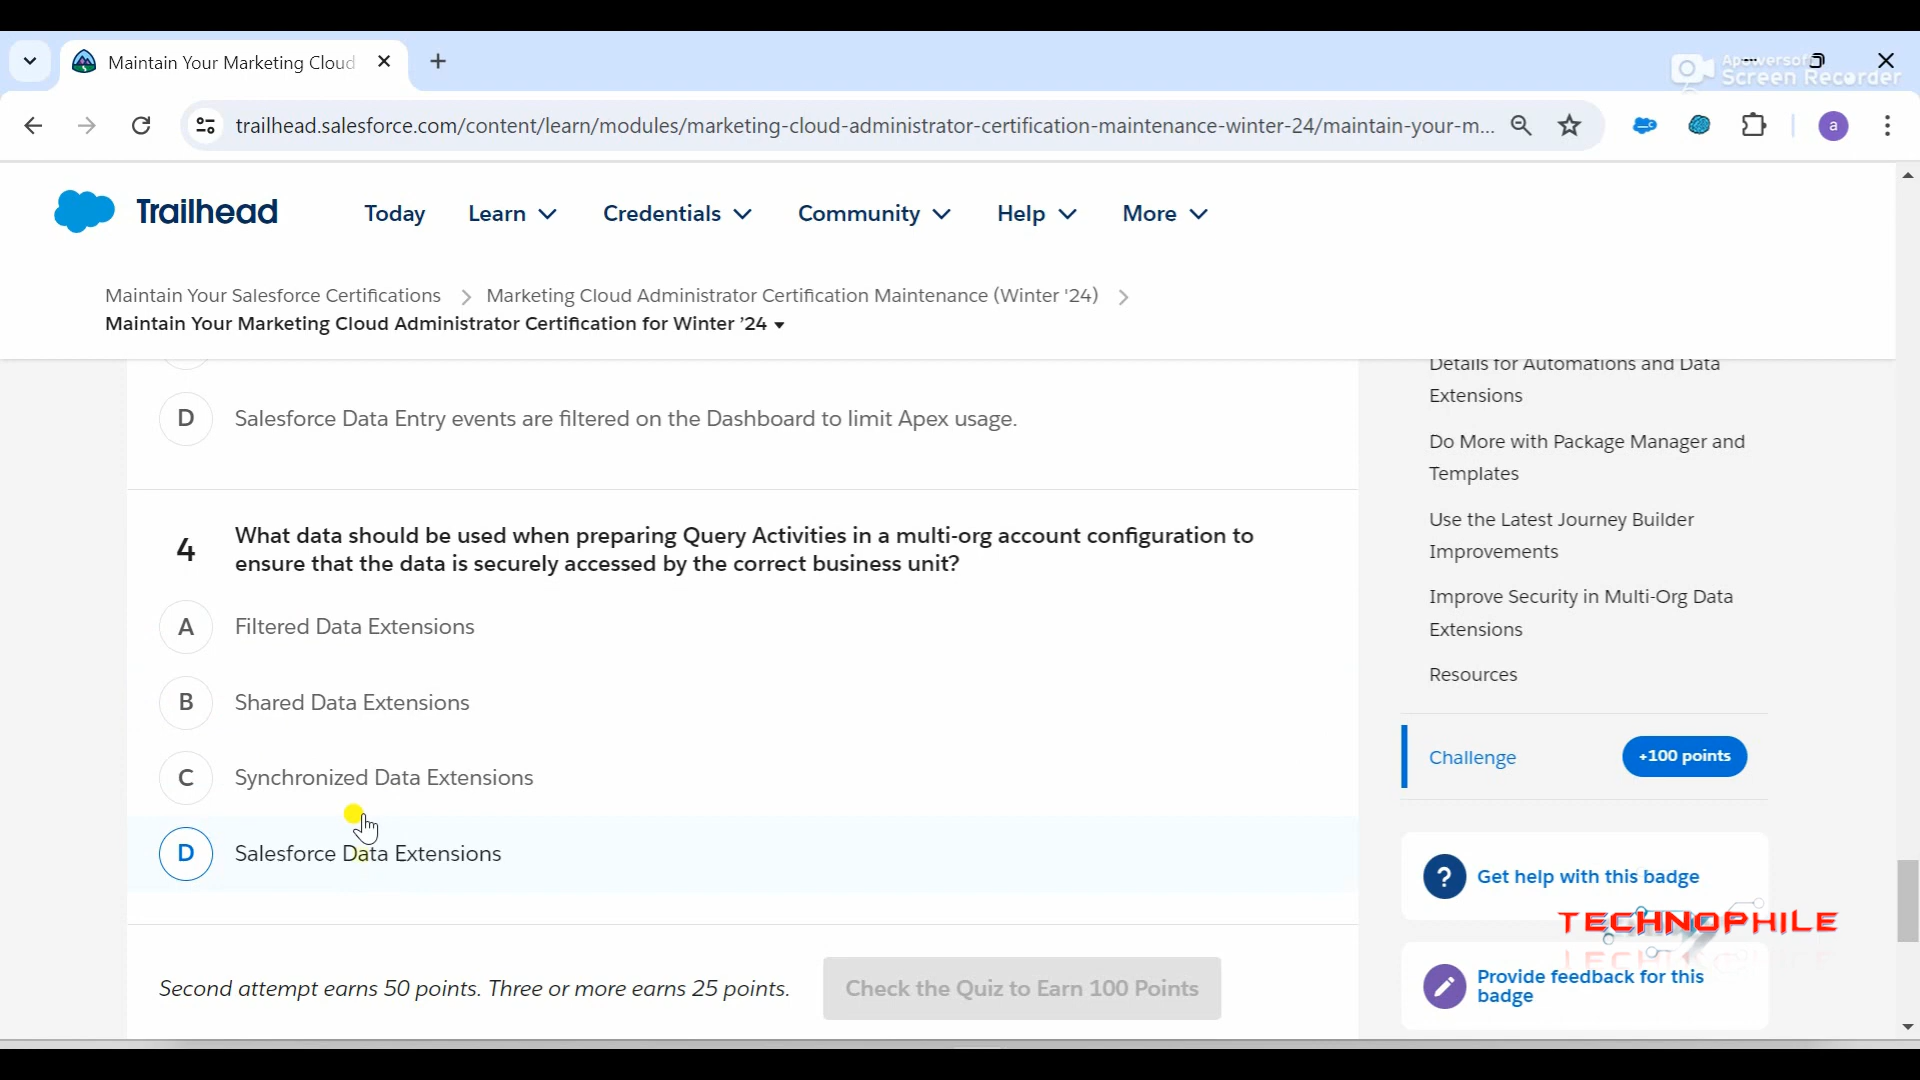 Maintain Your Marketing Cloud
Apowersoft
Screen Recorder
trailhead.salesforce.com/content/learn/modules/marketing-cloud-administrator-certification-maintenance-winter-24/maintain-your-m...
a
Trailhead
Today
Learn
Credentials
Community
Help
More
Maintain Your Salesforce Certifications
Marketing Cloud Administrator Certification Maintenance (Winter '24)
Maintain Your Marketing Cloud Administrator Certification for Winter ’24
D
Salesforce Data Entry events are filtered on the Dashboard to limit Apex usage.
4
What data should be used when preparing Query Activities in a multi-org account configuration to
ensure that the data is securely accessed by the correct business unit?
A
Filtered Data Extensions
B
Shared Data Extensions
C
Synchronized Data Extensions
D
Salesforce Data Extensions
Second attempt earns 50 points. Three or more earns 25 points.
Check the Quiz to Earn 100 Points
Details for Automations and Data
Extensions
Do More with Package Manager and
Templates
Use the Latest Journey Builder
Improvements
Improve Security in Multi-Org Data
Extensions
Resources
Challenge
+100 points
?
Get help with this badge
TECHNOPHILE
Provide feedback for this
badge